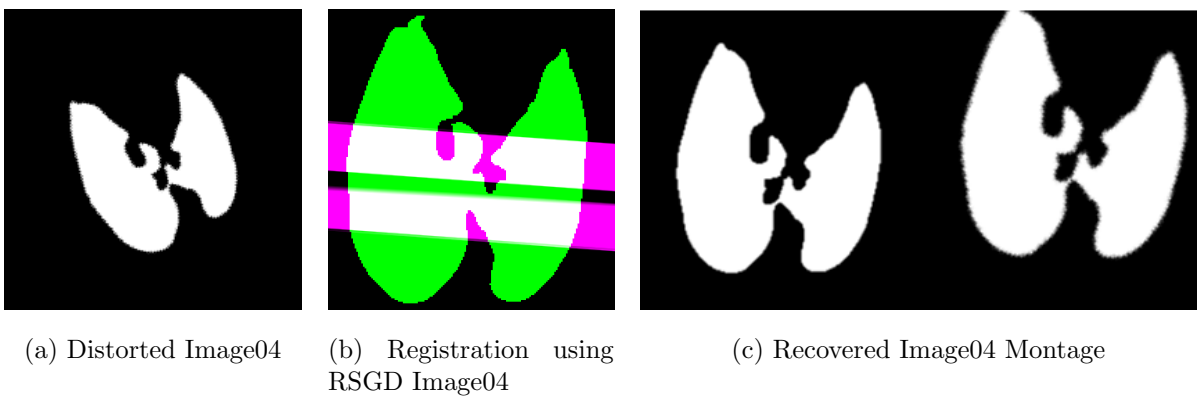 (a) Distorted Image04
(b) Registration using
RSGD Image04
(c) Recovered Image04 Montage